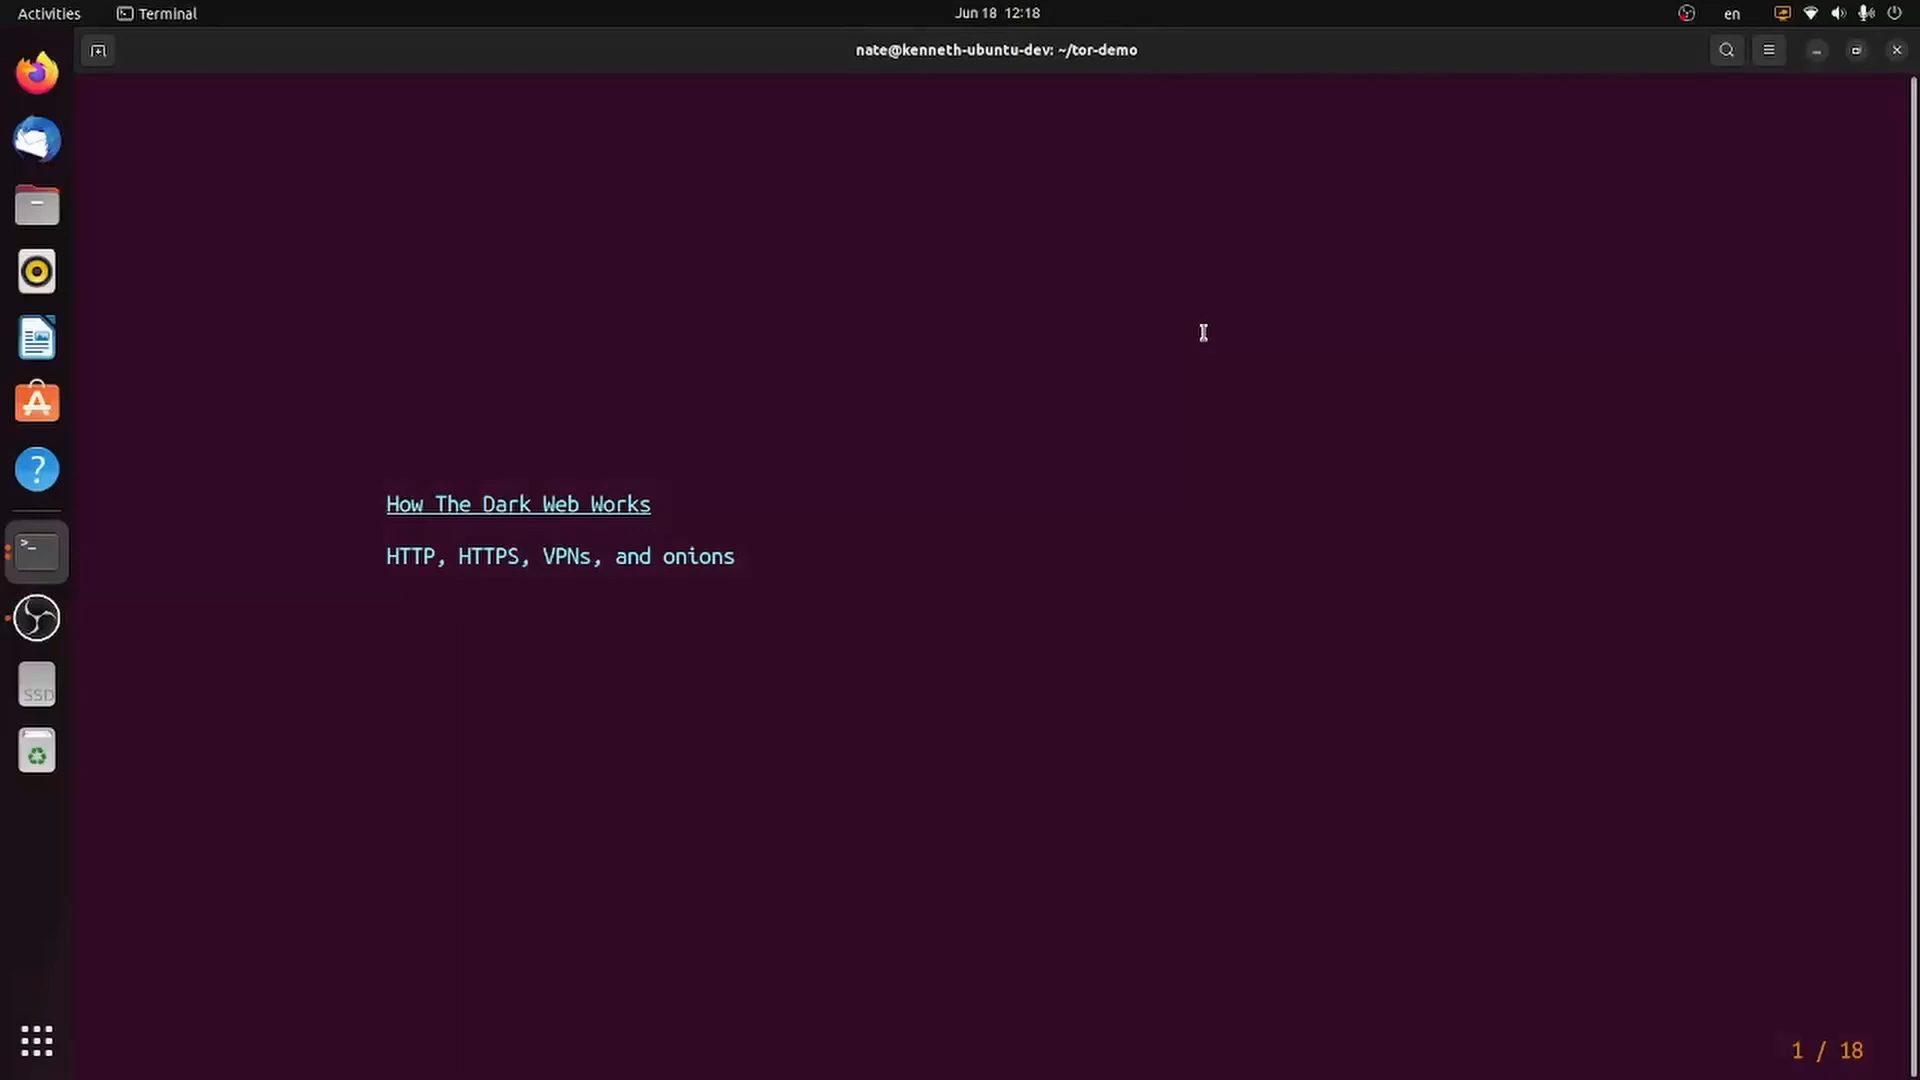 Activities
Terminal
Jun 18 12:18
en
nate@kenneth-ubuntu-dev: ~/tor-demo
How The Dark Web Works
HTTP, HTTPS, VPNs, and onions
SSD
1 / 18